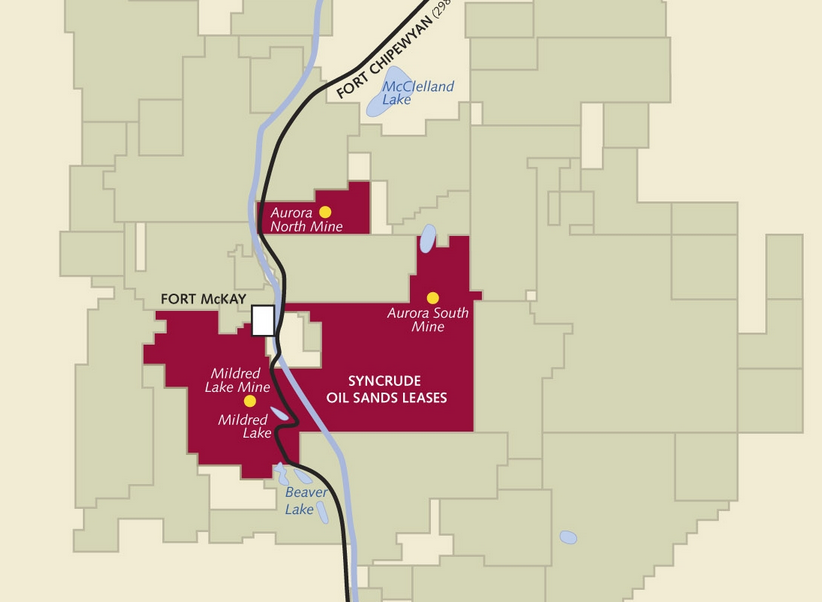 FORT CHIPEWYAN (298
McClelland
Lake
Aurora
North Mine
FORT McKAY
Aurora South
Mine
Mildred
Lake Mine
SYNCRUDE
OIL SANDS LEASES
Mildred
Lake
Beaver
Lake